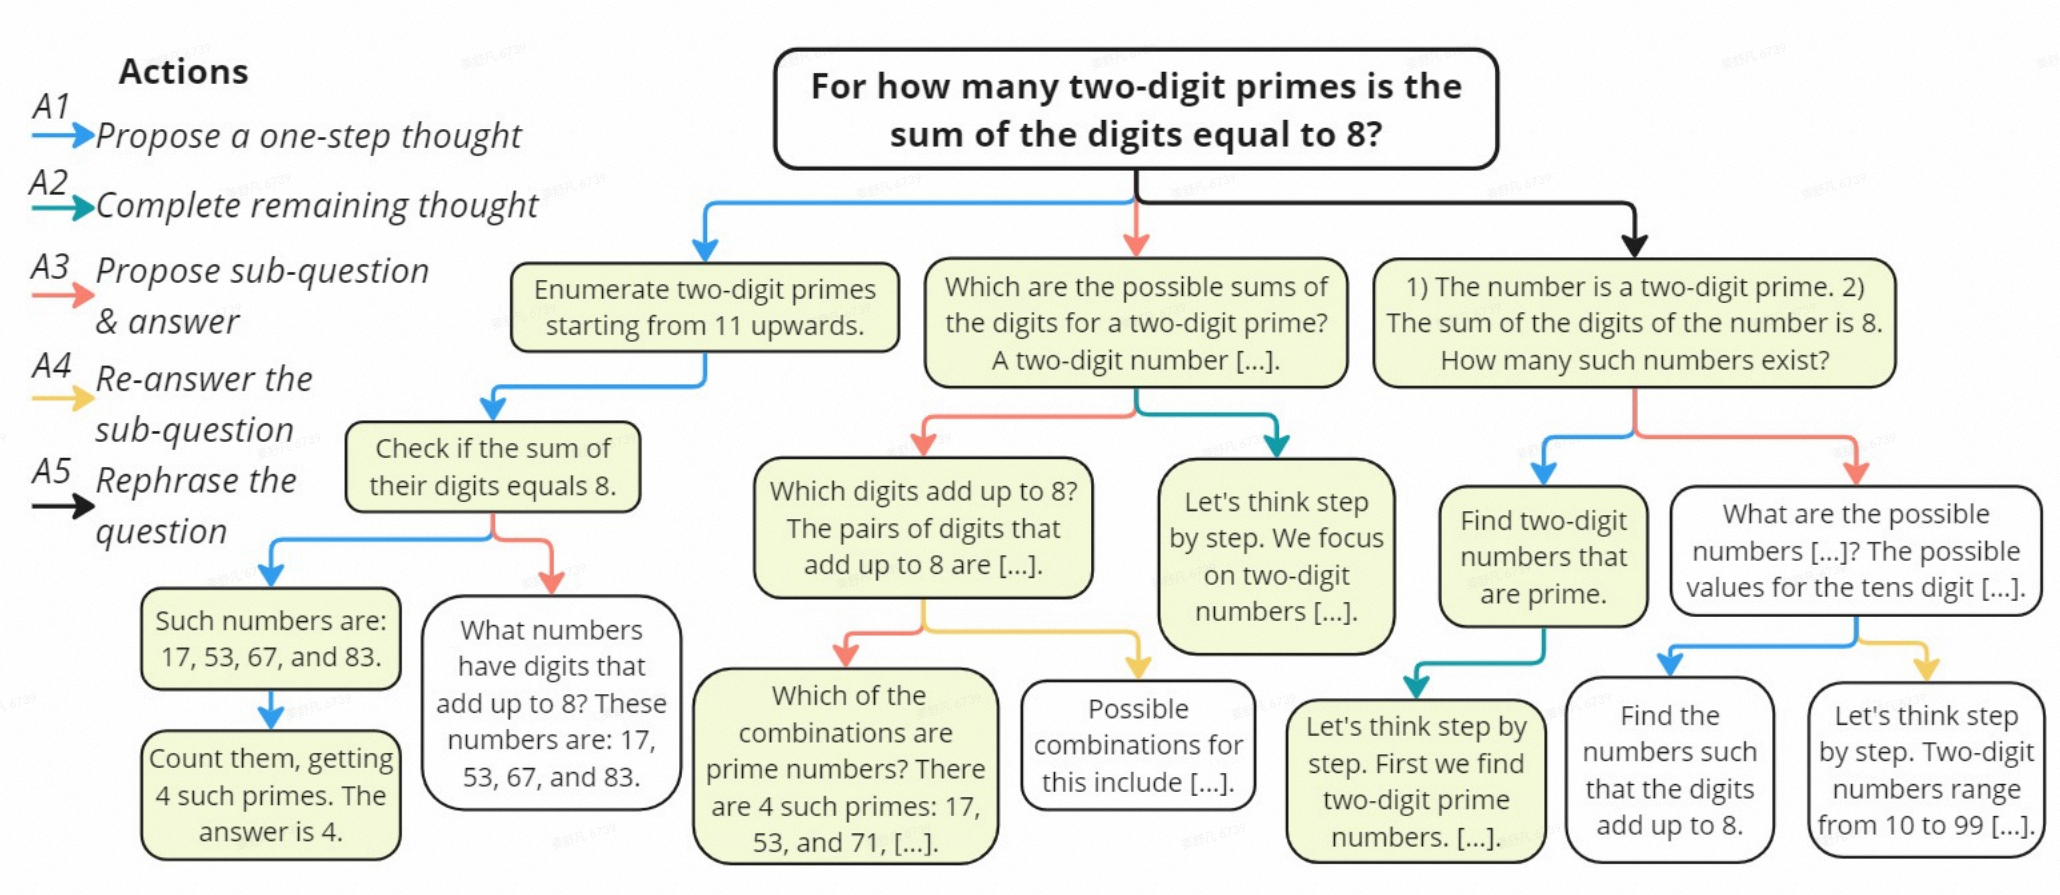 Actions
A1
Propose a one-step thought
A2
Complete remaining thought
A3
Propose sub-question
& answer
A4
Re-answer the
sub-question
A5
Rephrase the
question
For how many two-digit primes is the
sum of the digits equal to 8?
Enumerate two-digit primes
starting from 11 upwards.
Which are the possible sums of
the digits for a two-digit prime?
A two-digit number [...].
1) The number is a two-digit prime. 2)
The sum of the digits of the number is 8.
How many such numbers exist?
Check if the sum of
their digits equals 8.
Which digits add up to 8?
The pairs of digits that
add up to 8 are [...].
Let's think step
by step. We focus
on two-digit
numbers [...].
Find two-digit
numbers that
are prime.
What are the possible
numbers [...]? The possible
values for the tens digit [...].
Such numbers are:
17, 53, 67, and 83.
What numbers
have digits that
add up to 8? These
numbers are: 17,
53, 67, and 83.
Which of the
combinations are
prime numbers? There
are 4 such primes: 17,
53, and 71, [...].
Possible
combinations for
this include [...].
Let's think step by
step. First we find
two-digit prime
numbers. [...].
Find the
numbers such
that the digits
add up to 8.
Let's think step
by step. Two-digit
numbers range
from 10 to 99 [...].
Count them, getting
4 such primes. The
answer is 4.